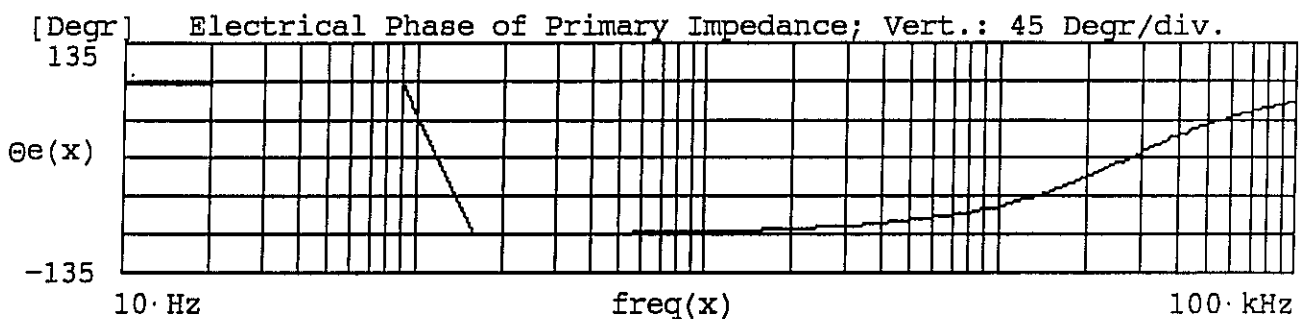 [Degr] Electrical Phase of Primary Impedance; Vert.: 45 Degr/div.
135
Θe(x)
-135
10·Hz freq(x) 100·kHz